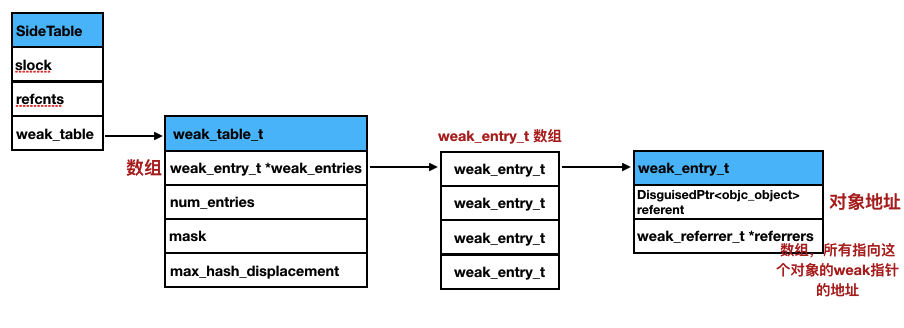 SideTable
slock
refcnts
weak_table
weak_table_t
数组
weak_entry_t *weak_entries
num_entries
mask
max_hash_displacement
weak_entry_t 数组
weak_entry_t
weak_entry_t
weak_entry_t
weak_entry_t
weak_entry_t
DisguisedPtr<objc_object>
referent
对象地址
weak_referrer_t *referrers
数组，所有指向这
个对象的weak指针
的地址